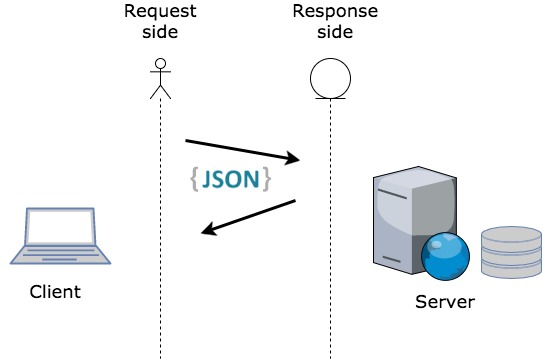 Request
side
Response
side
{JSON}
Client
Server